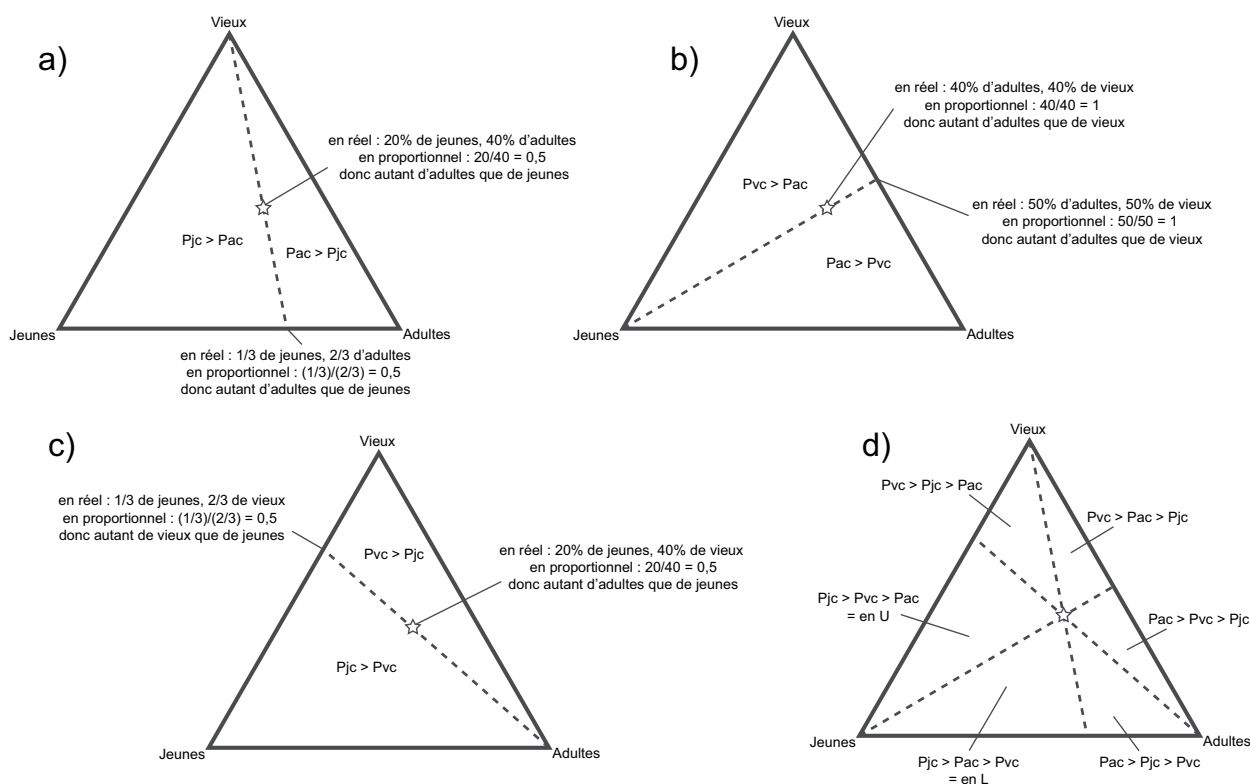 a)
Vieux
en réel : 20% de jeunes, 40% d’adultes
en proportionnel : 20/40 = 0,5
donc autant d’adultes que de jeunes
Pjc > Pac
Pac > Pjc
Jeunes
Adultes
en réel : 1/3 de jeunes, 2/3 d’adultes
en proportionnel : (1/3)/(2/3) = 0,5
donc autant d’adultes que de jeunes
b)
Vieux
en réel : 40% d’adultes, 40% de vieux
en proportionnel : 40/40 = 1
donc autant d’adultes que de vieux
Pvc > Pac
en réel : 50% d’adultes, 50% de vieux
en proportionnel : 50/50 = 1
donc autant d’adultes que de vieux
Pac > Pvc
Jeunes
Adultes
c)
Vieux
en réel : 1/3 de jeunes, 2/3 de vieux
en proportionnel : (1/3)/(2/3) = 0,5
donc autant de vieux que de jeunes
Pvc > Pjc
en réel : 20% de jeunes, 40% de vieux
en proportionnel : 20/40 = 0,5
donc autant d’adultes que de jeunes
Pjc > Pvc
Jeunes
Adultes
d)
Vieux
Pvc > Pjc > Pac
Pvc > Pac > Pjc
Pjc > Pvc > Pac
= en U
Pac > Pvc > Pjc
Jeunes
Adultes
Pjc > Pac > Pvc
= en L
Pac > Pjc > Pvc